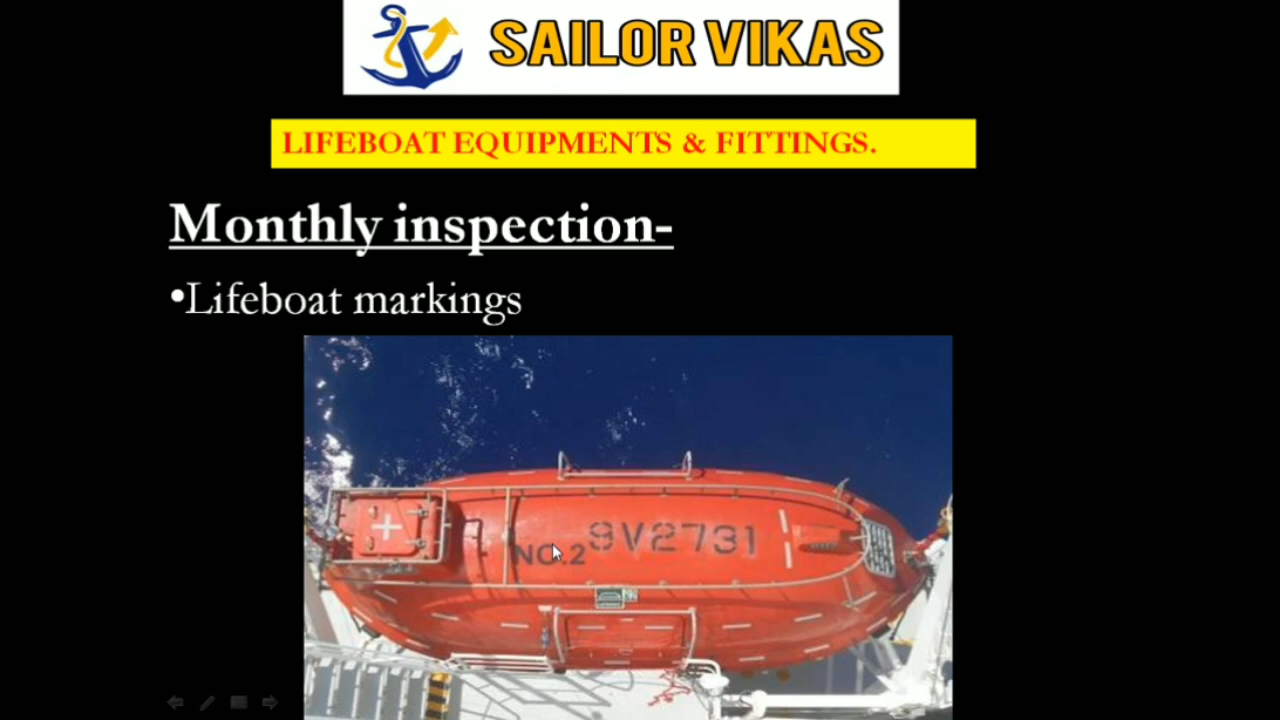 SAILOR VIKAS
LIFEBOAT EQUIPMENTS & FITTINGS.
Monthly inspection-
•Lifeboat markings
9V2731
NO.2